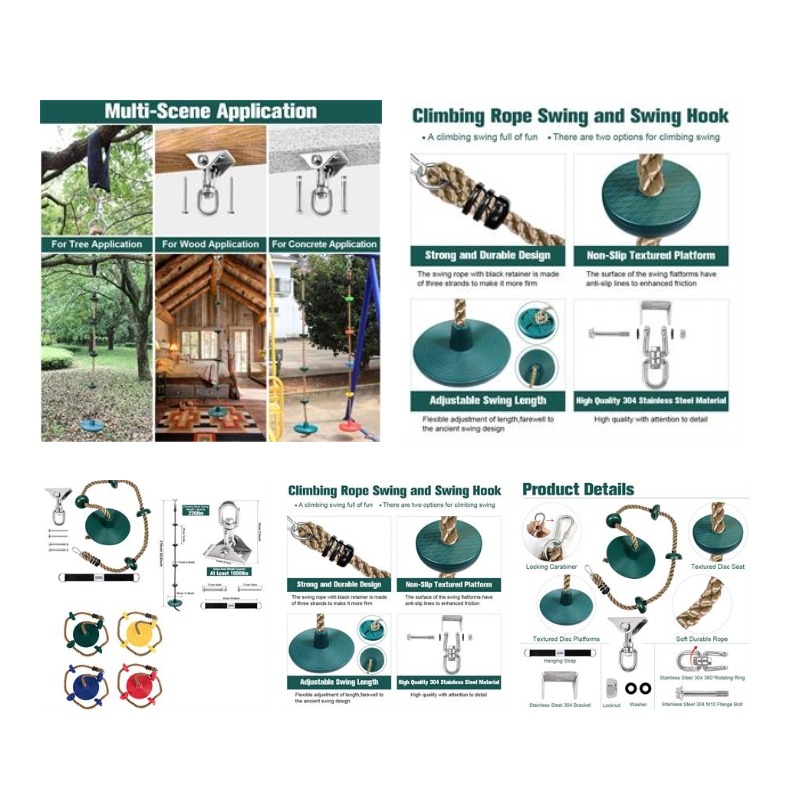 Multi-Scene Application
For Tree Application
For Wood Application
For Concrete Application
Climbing Rope Swing and Swing Hook
• A climbing swing full of fun • There are two options for climbing swing
Strong and Durable Design
Non-Slip Textured Platform
The swing rope with black retainer is made
of three strands to make it more firm
The surface of the swing flatforms have
anti-slip lines to enhanced friction
Adjustable Swing Length
High Quality 304 Stainless Steel Material
Flexible adjustment of length,farewell to
the ancient swing design
High quality with attention to detail
220lbs
At Least 1000lbs
Climbing Rope Swing and Swing Hook
• A climbing swing full of fun • There are two options for climbing swing
Strong and Durable Design
Non-Slip Textured Platform
The swing rope with black retainer is made
of three strands to make it more firm
The surface of the swing flatforms have
anti-slip lines to enhanced friction
Adjustable Swing Length
High Quality 304 Stainless Steel Material
Flexible adjustment of length,farewell to
the ancient swing design
High quality with attention to detail
Product Details
Locking Carabiner
Textured Disc Seat
Textured Disc Platforms
Soft Durable Rope
Hanging Strap
Stainless Steel 304 360°Rotating Ring
Stainless Steel 304 Bracket
Locknut
Washer
Stainless Steel 304 M10 Flange Bolt